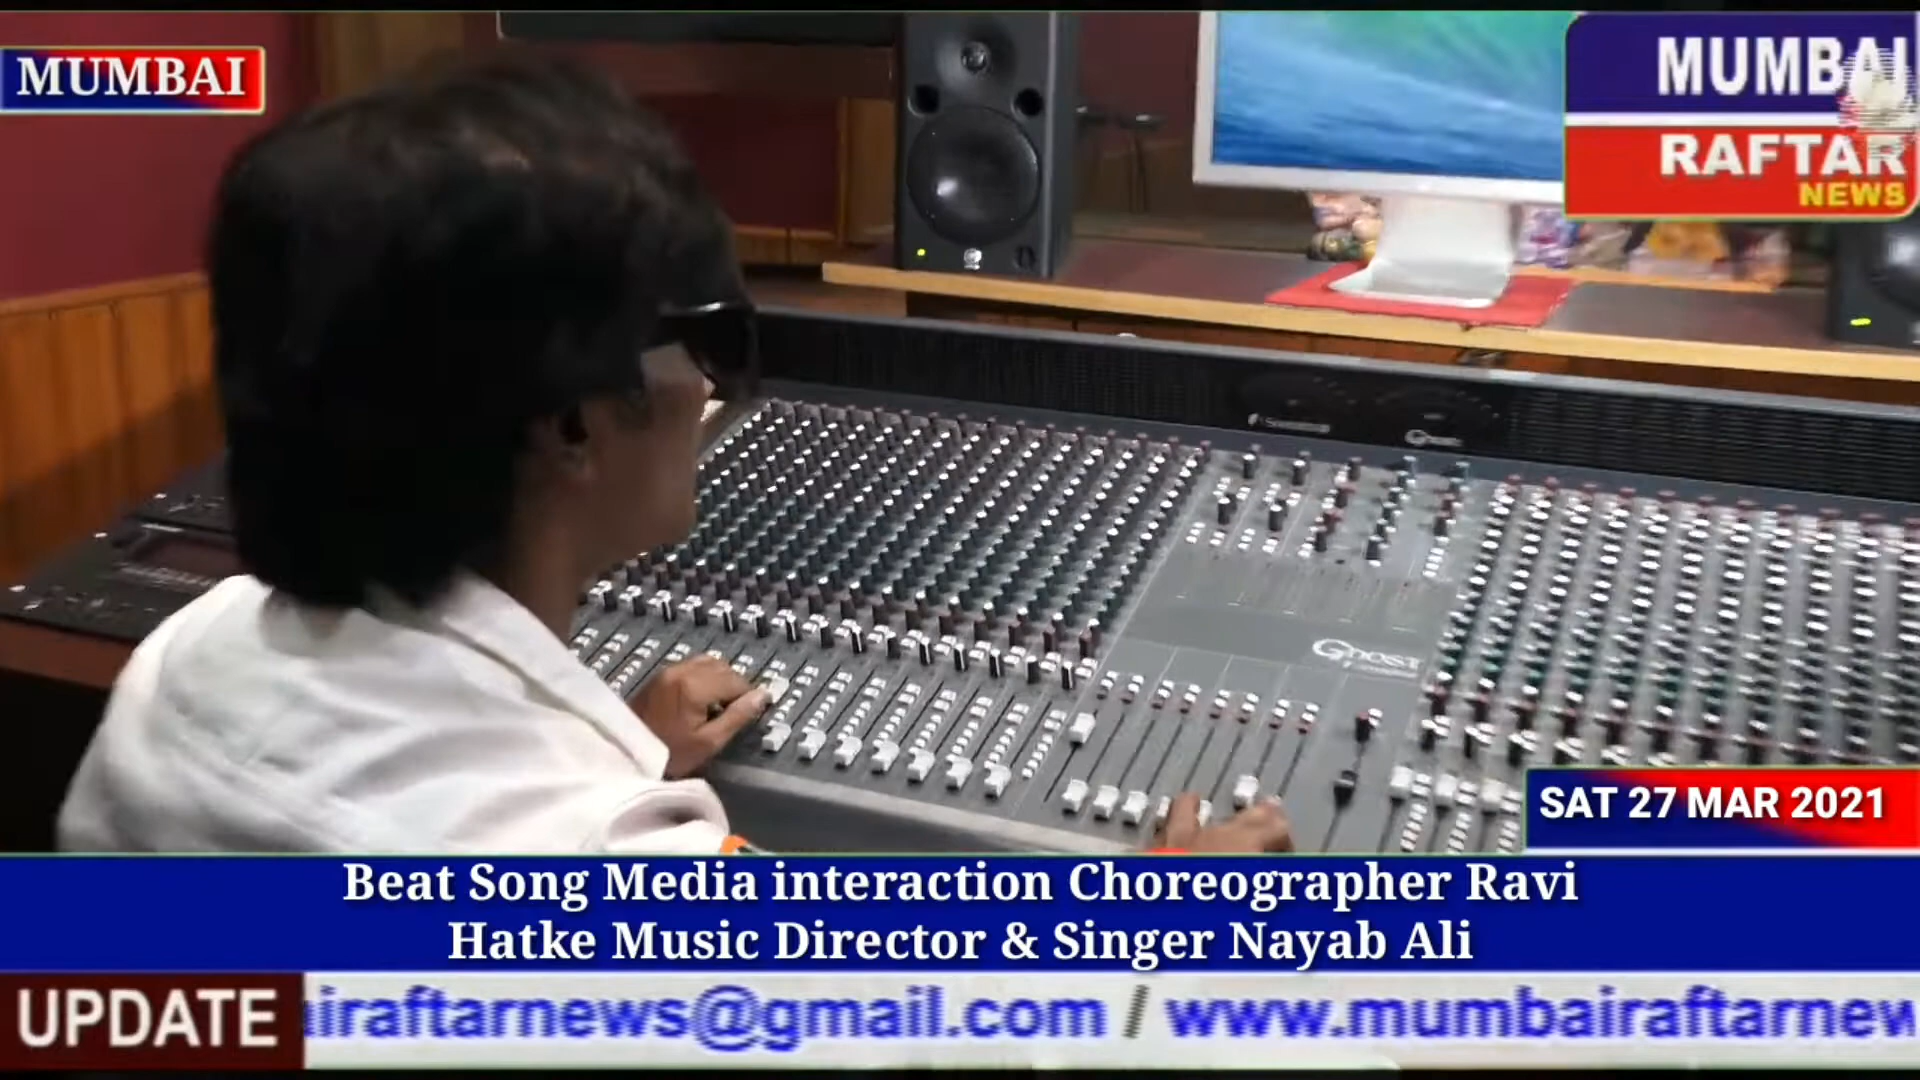 MUMBAI
MUMBAI
RAFTAR
NEWS
GHOST
SAT 27 MAR 2021
Beat Song Media interaction Choreographer Ravi
Hatke Music Director & Singer Nayab Ali
UPDATE
iraftarnews@gmail.com / www.mumbairaftarnew